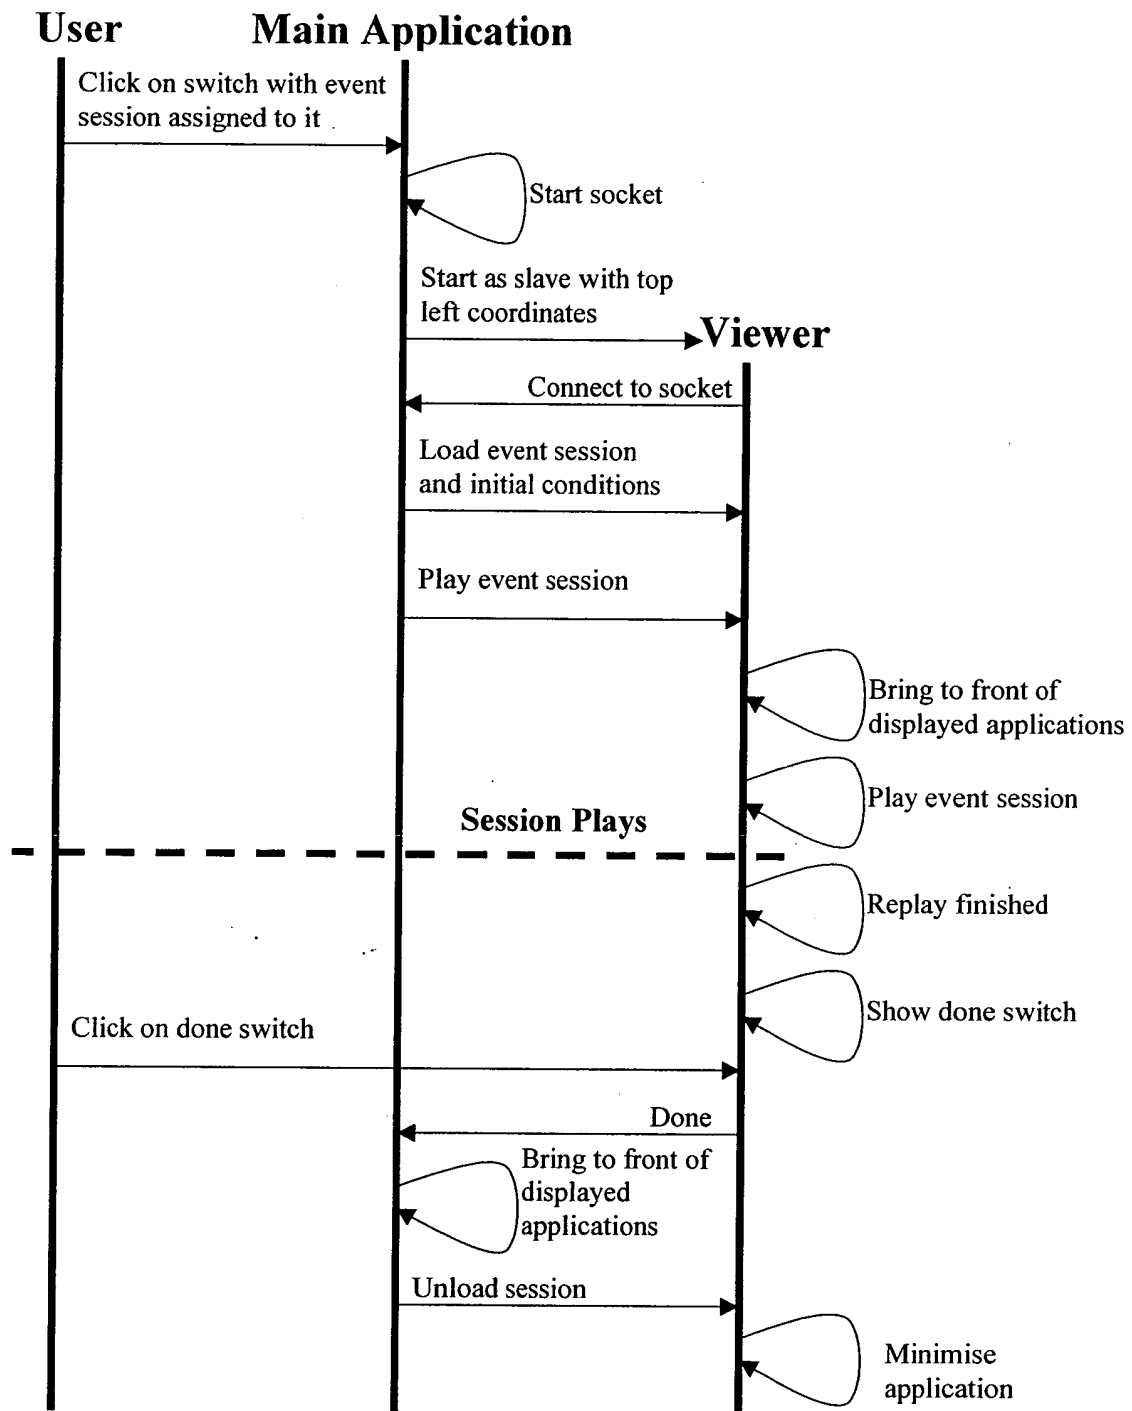 User
Main Application
Click on switch with event
session assigned to it
Start socket
Start as slave with top
left coordinates
Viewer
Connect to socket
Load event session
and initial conditions
Play event session
Bring to front of
displayed applications
Play event session
Session Plays
Replay finished
Show done switch
Click on done switch
Done
Bring to front of
displayed
applications
Unload session
Minimise
application